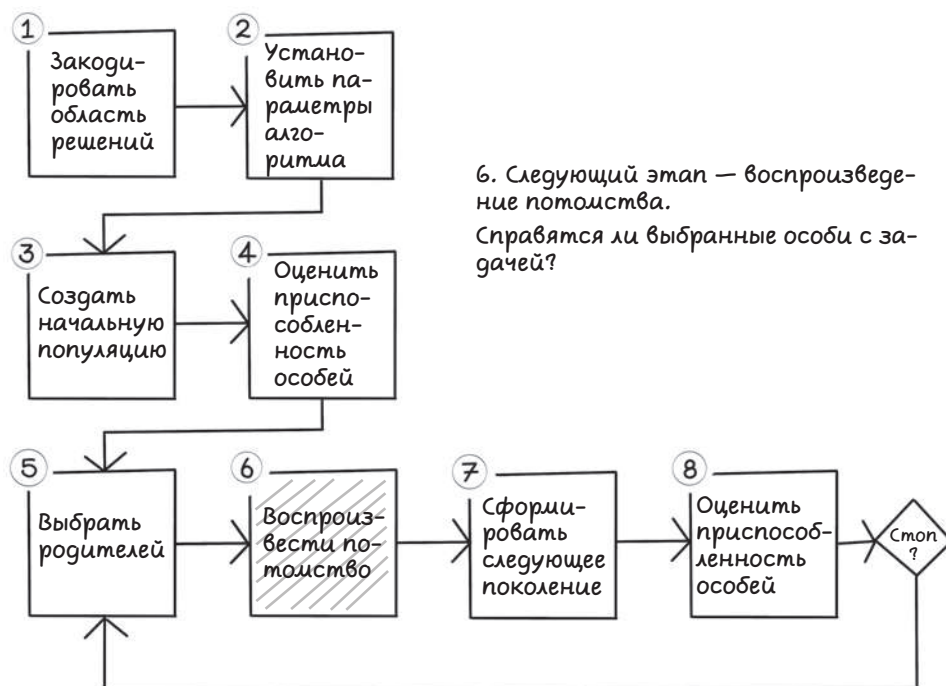 1
Закоди-
ровать
область
решений
2
Устано-
вить па-
раметры
алго-
ритма
6. Следующий этап — воспроизведе-
ние потомства.
Справятся ли выбранные особи с за-
дачей?
3
Создать
начальную
популяцию
4
Оценить
приспо-
соблен-
ность
особей
5
Выбрать
родителей
6
Воспроиз-
вести по-
томство
7
Сформи-
ровать
следующее
поколение
8
Оценить
приспособ-
ленность
особей
Стоп
?